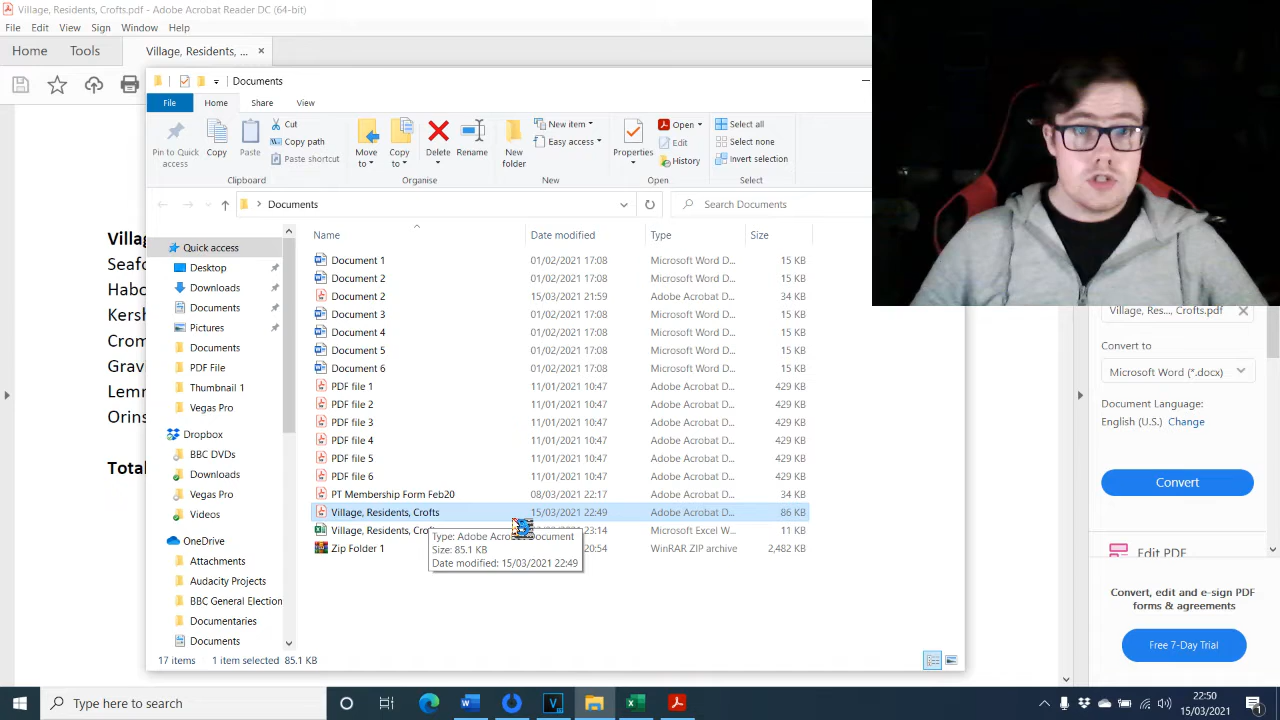 Village, Residents, Crofts.pdf - Adobe Acrobat Reader DC (64-bit)
File Edit View Sign Window Help
Home Tools Village, Residents, ... ×
Documents
File Home Share View
Pin to Quick access
Copy
Paste
Cut
Copy path
Paste shortcut
Move to
Copy to
Delete
Rename
New folder
New item
Easy access
Properties
Open
Edit
History
Select all
Select none
Invert selection
Clipboard Organise New Open Select
Documents
Search Documents
Name Date modified Type Size
Quick access
Desktop
Downloads
Documents
Pictures
Documents
PDF File
Thumbnail 1
Vegas Pro
Dropbox
BBC DVDs
Downloads
Vegas Pro
Videos
OneDrive
Attachments
Audacity Projects
BBC General Election
Documentaries
Documents
Document 1 01/02/2021 17:08 Microsoft Word D... 15 KB
Document 2 01/02/2021 17:08 Microsoft Word D... 15 KB
Document 2 15/03/2021 21:59 Adobe Acrobat D... 34 KB
Document 3 01/02/2021 17:08 Microsoft Word D... 15 KB
Document 4 01/02/2021 17:08 Microsoft Word D... 15 KB
Document 5 01/02/2021 17:08 Microsoft Word D... 15 KB
Document 6 01/02/2021 17:08 Microsoft Word D... 15 KB
PDF file 1 11/01/2021 10:47 Adobe Acrobat D... 429 KB
PDF file 2 11/01/2021 10:47 Adobe Acrobat D... 429 KB
PDF file 3 11/01/2021 10:47 Adobe Acrobat D... 429 KB
PDF file 4 11/01/2021 10:47 Adobe Acrobat D... 429 KB
PDF file 5 11/01/2021 10:47 Adobe Acrobat D... 429 KB
PDF file 6 11/01/2021 10:47 Adobe Acrobat D... 429 KB
PT Membership Form Feb20 08/03/2021 22:17 Adobe Acrobat D... 34 KB
Village, Residents, Crofts 15/03/2021 22:49 Adobe Acrobat D... 86 KB
Village, Residents, Crof 23:14 Microsoft Excel W... 11 KB
Zip Folder 1 20:54 WinRAR ZIP archive 2,482 KB
Type: Adobe Acrobat Document
Size: 85.1 KB
Date modified: 15/03/2021 22:49
17 items 1 item selected 85.1 KB
Villag
Seafo
Habo
Kersh
Crom
Grav
Lemn
Orins
Total
Village, Res..., Crofts.pdf
Convert to
Microsoft Word (*.docx)
Document Language:
English (U.S.) Change
Convert
Edit PDF
Convert, edit and e-sign PDF
forms & agreements
Free 7-Day Trial
Type here to search
22:50
15/03/2021
1